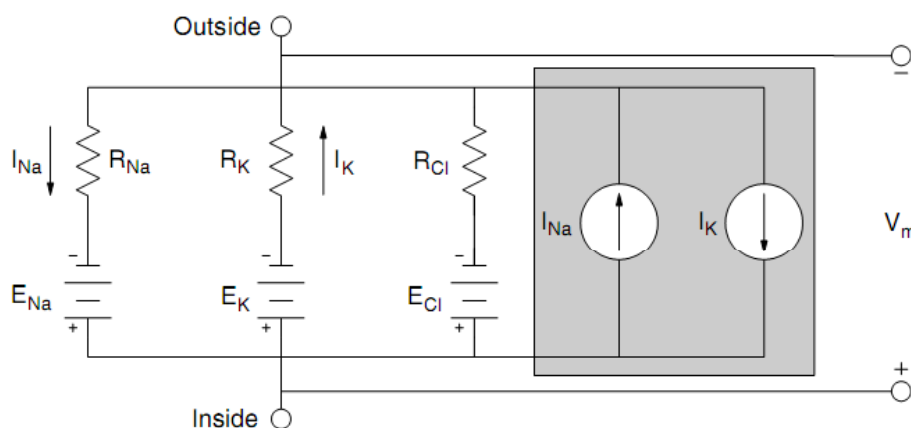 Outside
−
I_Na R_Na R_K I_K R_Cl I_Na I_K V_m
− − −
E_Na E_K E_Cl
+ + +
+
Inside